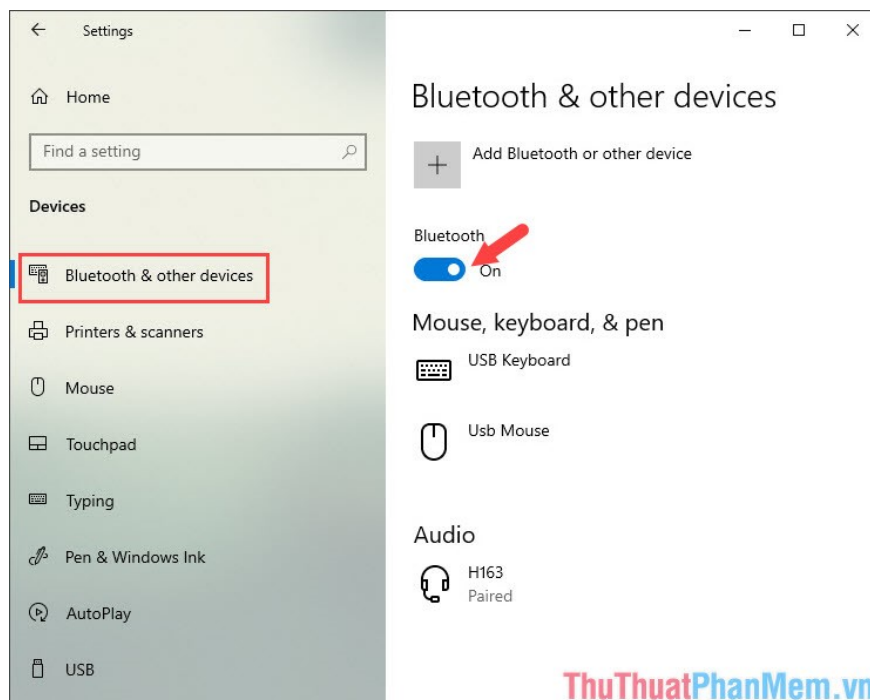 Settings
Home
Find a setting
Devices
Bluetooth & other devices
Printers & scanners
Mouse
Touchpad
Typing
Pen & Windows Ink
AutoPlay
USB
Bluetooth & other devices
Add Bluetooth or other device
Bluetooth
On
Mouse, keyboard, & pen
USB Keyboard
Usb Mouse
Audio
H163
Paired
ThuThuatPhanMem.vn